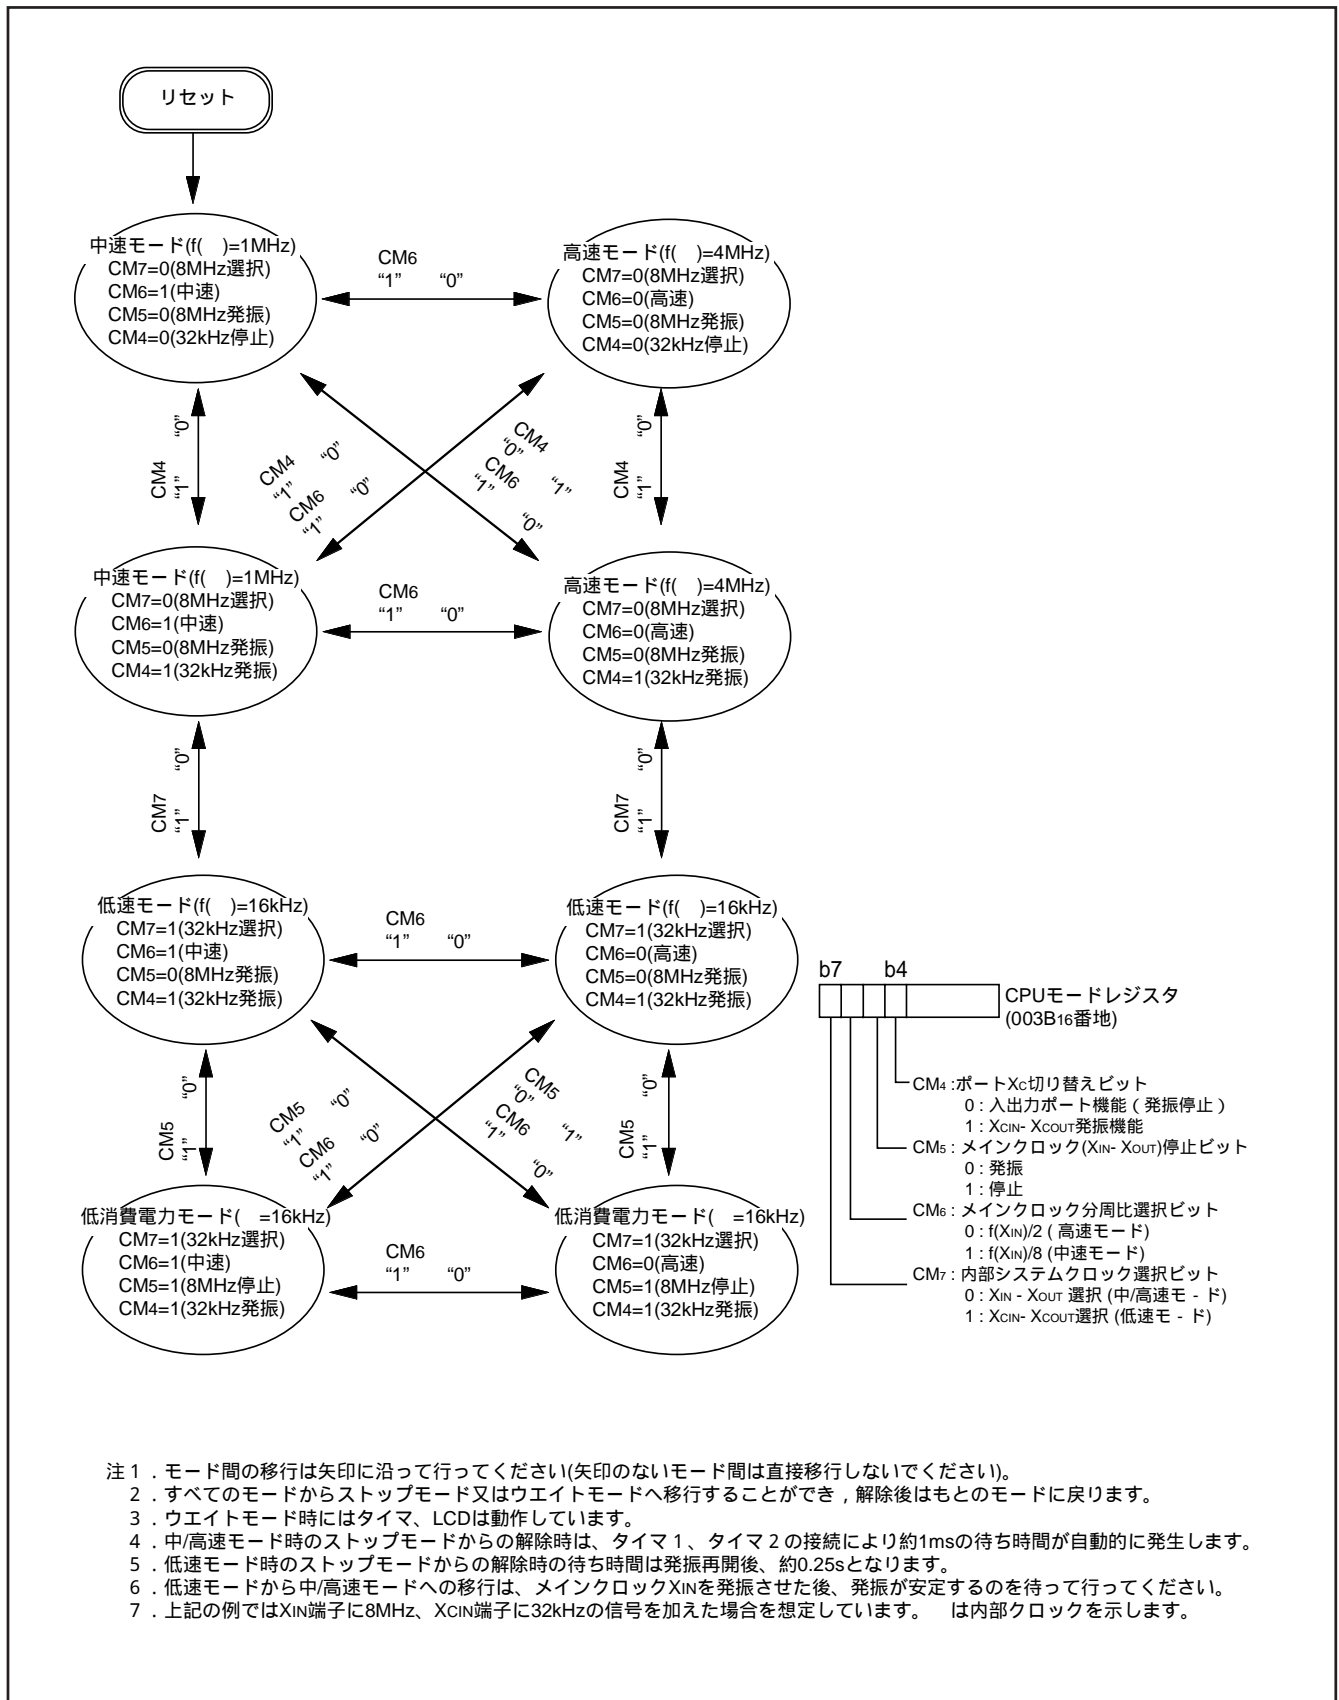 リセット
中速モード(f(　)=1MHz)
CM7=0(8MHz選択)
CM6=1(中速)
CM5=0(8MHz発振)
CM4=0(32kHz停止)
CM6
“1”　“0”
高速モード(f(　)=4MHz)
CM7=0(8MHz選択)
CM6=0(高速)
CM5=0(8MHz発振)
CM4=0(32kHz停止)
CM4
“1”　“0”
CM4
“1”　“0”
CM6
“1”　“0”
CM4
“0”　“1”
CM6
“1”　“0”
CM4
“1”　“0”
中速モード(f(　)=1MHz)
CM7=0(8MHz選択)
CM6=1(中速)
CM5=0(8MHz発振)
CM4=1(32kHz発振)
CM6
“1”　“0”
高速モード(f(　)=4MHz)
CM7=0(8MHz選択)
CM6=0(高速)
CM5=0(8MHz発振)
CM4=1(32kHz発振)
CM7
“1”　“0”
CM7
“1”　“0”
低速モード(f(　)=16kHz)
CM7=1(32kHz選択)
CM6=1(中速)
CM5=0(8MHz発振)
CM4=1(32kHz発振)
CM6
“1”　“0”
低速モード(f(　)=16kHz)
CM7=1(32kHz選択)
CM6=0(高速)
CM5=0(8MHz発振)
CM4=1(32kHz発振)
CM5
“1”　“0”
CM5
“1”　“0”
CM6
“1”　“0”
CM5
“0”　“1”
CM6
“1”　“0”
CM5
“1”　“0”
低消費電力モード(　=16kHz)
CM7=1(32kHz選択)
CM6=1(中速)
CM5=1(8MHz停止)
CM4=1(32kHz発振)
CM6
“1”　“0”
低消費電力モード(　=16kHz)
CM7=1(32kHz選択)
CM6=0(高速)
CM5=1(8MHz停止)
CM4=1(32kHz発振)
b7　b4
CPUモードレジスタ
(003B16番地)
CM4 :ポートXC切り替えビット
0 : 入出力ポート機能（発振停止）
1 : XCIN- XCOUT発振機能
CM5 : メインクロック(XIN- XOUT)停止ビット
0 : 発振
1 : 停止
CM6 : メインクロック分周比選択ビット
0 : f(XIN)/2 ( 高速モード)
1 : f(XIN)/8 (中速モード)
CM7 : 内部システムクロック選択ビット
0 : XIN - XOUT 選択 (中/高速モ - ド)
1 : XCIN- XCOUT選択 (低速モ - ド)
注１．モード間の移行は矢印に沿って行ってください(矢印のないモード間は直接移行しないでください)。
２．すべてのモードからストップモード又はウエイトモードへ移行することができ，解除後はもとのモードに戻ります。
３．ウエイトモード時にはタイマ、LCDは動作しています。
４．中/高速モード時のストップモードからの解除時は、タイマ１、タイマ２の接続により約1msの待ち時間が自動的に発生します。
５．低速モード時のストップモードからの解除時の待ち時間は発振再開後、約0.25sとなります。
６．低速モードから中/高速モードへの移行は、メインクロックXINを発振させた後、発振が安定するのを待って行ってください。
７．上記の例ではXIN端子に8MHz、XCIN端子に32kHzの信号を加えた場合を想定しています。　は内部クロックを示します。